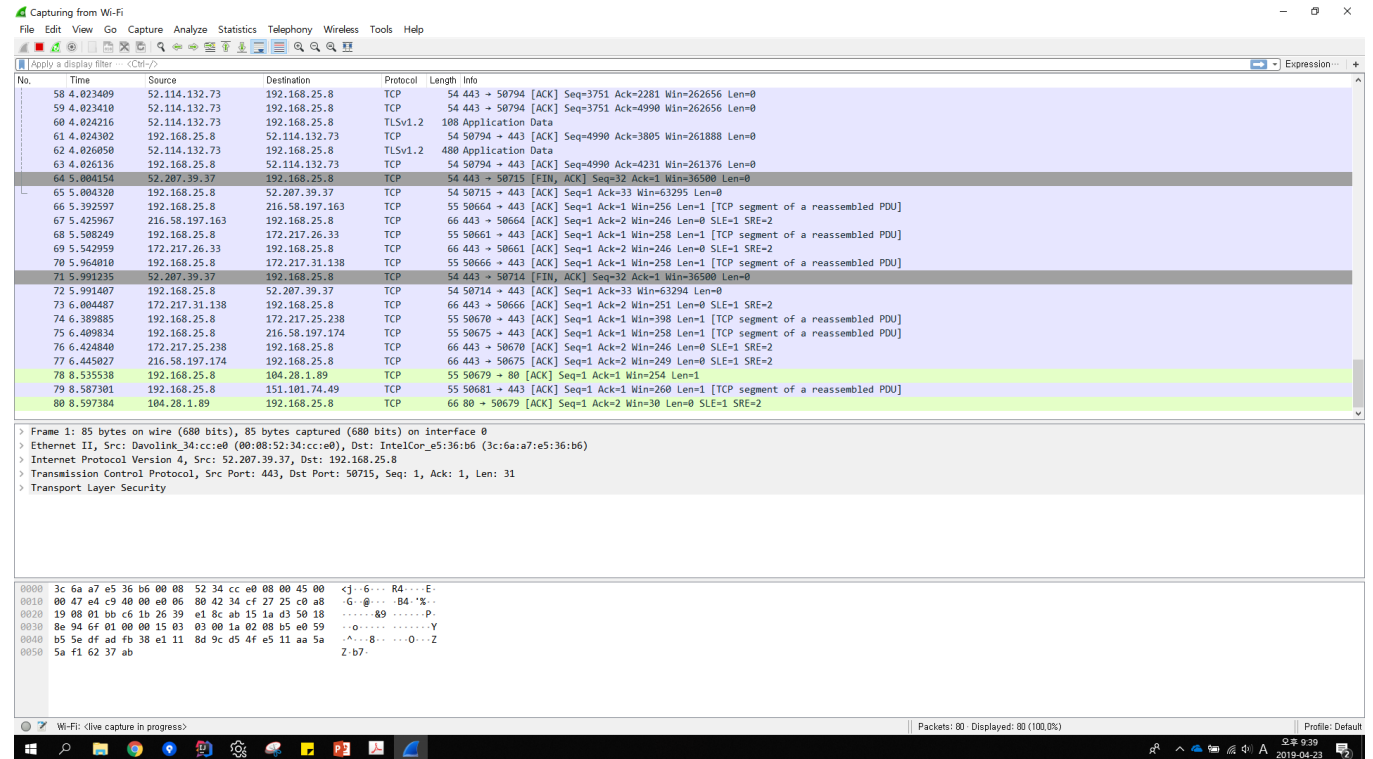 Capturing from Wi-Fi
File Edit View Go Capture Analyze Statistics Telephony Wireless Tools Help
Apply a display filter ... <Ctrl-/> Expression... +
No. Time Source Destination Protocol Length Info
58 4.023409 52.114.132.73 192.168.25.8 TCP 54 443 → 50794 [ACK] Seq=3751 Ack=2281 Win=262656 Len=0
59 4.023410 52.114.132.73 192.168.25.8 TCP 54 443 → 50794 [ACK] Seq=3751 Ack=4990 Win=262656 Len=0
60 4.024216 52.114.132.73 192.168.25.8 TLSv1.2 108 Application Data
61 4.024302 192.168.25.8 52.114.132.73 TCP 54 50794 → 443 [ACK] Seq=4990 Ack=3805 Win=261888 Len=0
62 4.026050 52.114.132.73 192.168.25.8 TLSv1.2 480 Application Data
63 4.026136 192.168.25.8 52.114.132.73 TCP 54 50794 → 443 [ACK] Seq=4990 Ack=4231 Win=261376 Len=0
64 5.004154 52.207.39.37 192.168.25.8 TCP 54 443 → 50715 [FIN, ACK] Seq=32 Ack=1 Win=36500 Len=0
65 5.004320 192.168.25.8 52.207.39.37 TCP 54 50715 → 443 [ACK] Seq=1 Ack=33 Win=63295 Len=0
66 5.392597 192.168.25.8 216.58.197.163 TCP 55 50664 → 443 [ACK] Seq=1 Ack=1 Win=256 Len=1 [TCP segment of a reassembled PDU]
67 5.425967 216.58.197.163 192.168.25.8 TCP 66 443 → 50664 [ACK] Seq=1 Ack=2 Win=246 Len=0 SLE=1 SRE=2
68 5.508249 192.168.25.8 172.217.26.33 TCP 55 50661 → 443 [ACK] Seq=1 Ack=1 Win=258 Len=1 [TCP segment of a reassembled PDU]
69 5.542959 172.217.26.33 192.168.25.8 TCP 66 443 → 50661 [ACK] Seq=1 Ack=2 Win=246 Len=0 SLE=1 SRE=2
70 5.964010 192.168.25.8 172.217.31.138 TCP 55 50666 → 443 [ACK] Seq=1 Ack=1 Win=258 Len=1 [TCP segment of a reassembled PDU]
71 5.991235 52.207.39.37 192.168.25.8 TCP 54 443 → 50714 [FIN, ACK] Seq=32 Ack=1 Win=36500 Len=0
72 5.991407 192.168.25.8 52.207.39.37 TCP 54 50714 → 443 [ACK] Seq=1 Ack=33 Win=63294 Len=0
73 6.004487 172.217.31.138 192.168.25.8 TCP 66 443 → 50666 [ACK] Seq=1 Ack=2 Win=251 Len=0 SLE=1 SRE=2
74 6.389885 192.168.25.8 172.217.25.238 TCP 55 50670 → 443 [ACK] Seq=1 Ack=1 Win=398 Len=1 [TCP segment of a reassembled PDU]
75 6.409834 192.168.25.8 216.58.197.174 TCP 55 50675 → 443 [ACK] Seq=1 Ack=1 Win=258 Len=1 [TCP segment of a reassembled PDU]
76 6.424840 172.217.25.238 192.168.25.8 TCP 66 443 → 50670 [ACK] Seq=1 Ack=2 Win=246 Len=0 SLE=1 SRE=2
77 6.445027 216.58.197.174 192.168.25.8 TCP 66 443 → 50675 [ACK] Seq=1 Ack=2 Win=249 Len=0 SLE=1 SRE=2
78 8.535538 192.168.25.8 104.28.1.89 TCP 55 50679 → 80 [ACK] Seq=1 Ack=1 Win=254 Len=1
79 8.587301 192.168.25.8 151.101.74.49 TCP 55 50681 → 443 [ACK] Seq=1 Ack=1 Win=260 Len=1 [TCP segment of a reassembled PDU]
80 8.597384 104.28.1.89 192.168.25.8 TCP 66 80 → 50679 [ACK] Seq=1 Ack=2 Win=30 Len=0 SLE=1 SRE=2
> Frame 1: 85 bytes on wire (680 bits), 85 bytes captured (680 bits) on interface 0
> Ethernet II, Src: Davolink_34:cc:e0 (00:08:52:34:cc:e0), Dst: IntelCor_e5:36:b6 (3c:6a:a7:e5:36:b6)
> Internet Protocol Version 4, Src: 52.207.39.37, Dst: 192.168.25.8
> Transmission Control Protocol, Src Port: 443, Dst Port: 50715, Seq: 1, Ack: 1, Len: 31
> Transport Layer Security
0000 3c 6a a7 e5 36 b6 00 08 52 34 cc e0 08 00 45 00 <j··6··· R4····E·
0010 00 47 e4 c9 40 00 e0 06 80 42 34 cf 27 25 c0 a8 ·G··@··· ·B4·'%··
0020 19 08 01 bb c6 1b 26 39 e1 8c ab 15 1a d3 50 18 ······&9 ······P·
0030 8e 94 6f 01 00 00 15 03 03 00 1a 02 08 b5 e0 59 ··o····· ·······Y
0040 b5 5e df ad fb 38 e1 11 8d 9c d5 4f e5 11 aa 5a ·^···8·· ···O···Z
0050 5a f1 62 37 ab Z·b7·
Wi-Fi: <live capture in progress> Packets: 80 · Displayed: 80 (100,0%) Profile: Default
A 오후 9:39
2019-04-23
2